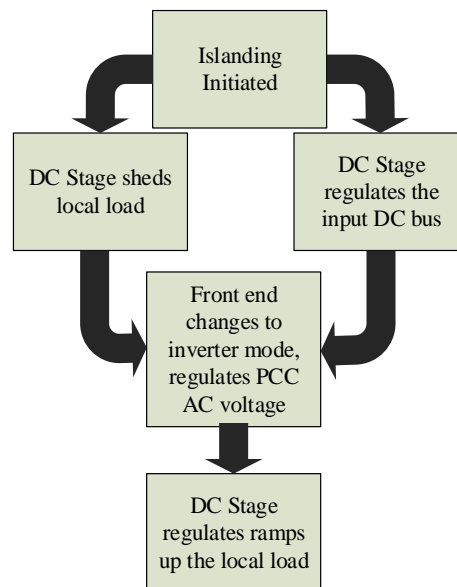 Islanding
Initiated
DC Stage sheds
local load
DC Stage
regulates the
input DC bus
Front end
changes to
inverter mode,
regulates PCC
AC voltage
DC Stage
regulates ramps
up the local load